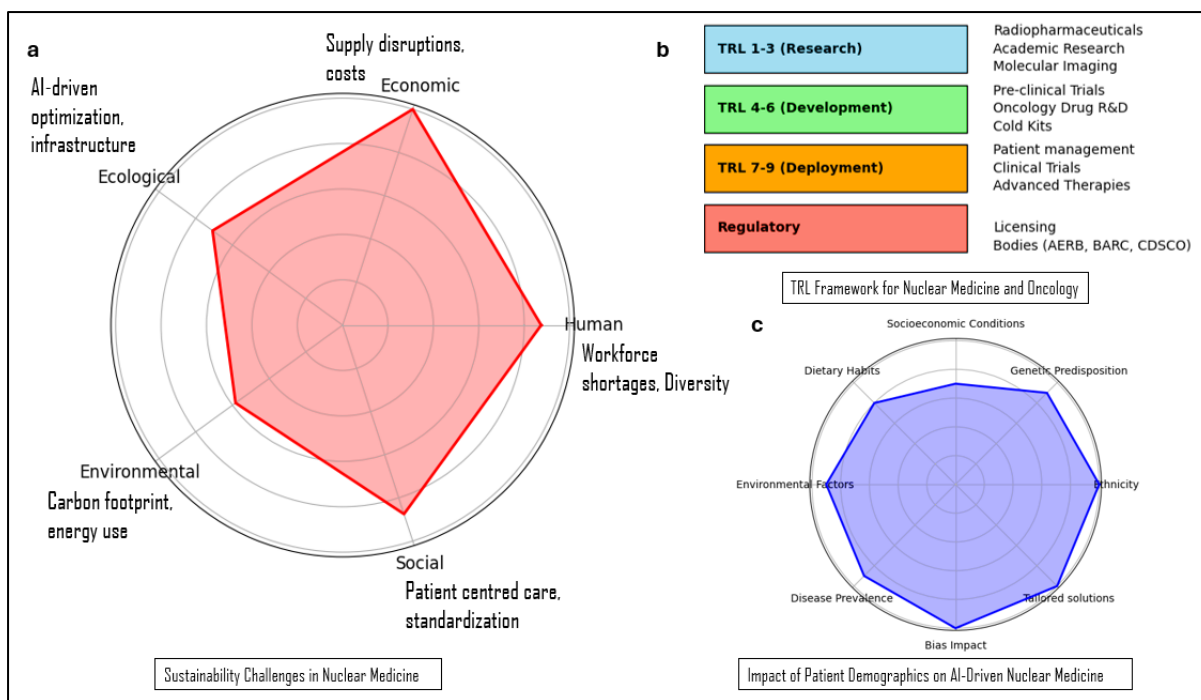 a
Supply disruptions,
costs
Economic
AI-driven
optimization,
infrastructure
Ecological
Human
Workforce
shortages, Diversity
Environmental
Carbon footprint,
energy use
Social
Patient centred care,
standardization
Sustainability Challenges in Nuclear Medicine
b
TRL 1-3 (Research)
Radiopharmaceuticals
Academic Research
Molecular Imaging
TRL 4-6 (Development)
Pre-clinical Trials
Oncology Drug R&D
Cold Kits
TRL 7-9 (Deployment)
Patient management
Clinical Trials
Advanced Therapies
Regulatory
Licensing
Bodies (AERB, BARC, CDSCO)
TRL Framework for Nuclear Medicine and Oncology
c
Socioeconomic Conditions
Dietary Habits
Genetic Predisposition
Environmental Factors
Ethnicity
Disease Prevalence
Tailored solutions
Bias Impact
Impact of Patient Demographics on AI-Driven Nuclear Medicine